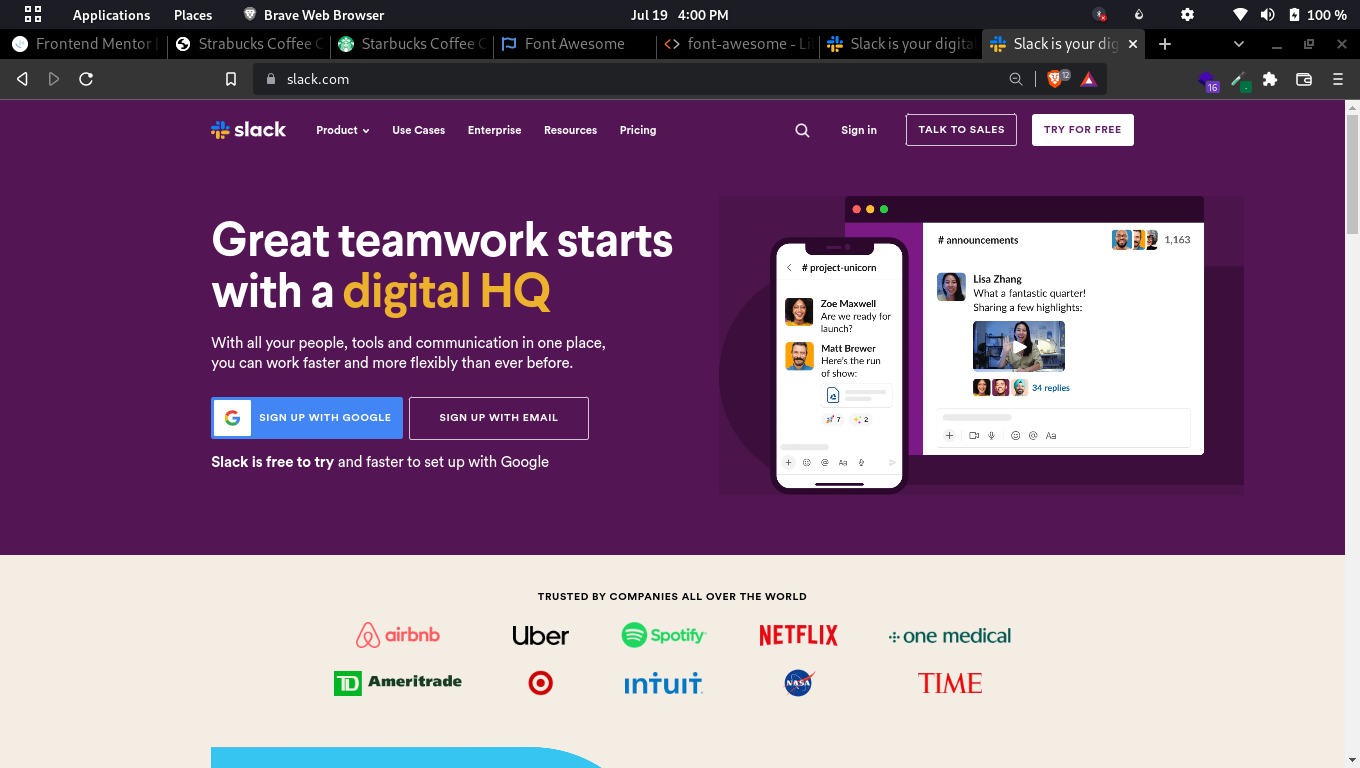 Applications Places Brave Web Browser Jul 19 4:00 PM 100 %
Frontend Mentor Strabucks Coffee C Starbucks Coffee C Font Awesome font-awesome - Li Slack is your digita Slack is your dig
slack.com 12 16
slack Product Use Cases Enterprise Resources Pricing Sign in TALK TO SALES TRY FOR FREE
Great teamwork starts
with a digital HQ
With all your people, tools and communication in one place,
you can work faster and more flexibly than ever before.
SIGN UP WITH GOOGLE SIGN UP WITH EMAIL
Slack is free to try and faster to set up with Google
# project-unicorn
Zoe Maxwell
Are we ready for
launch?
Matt Brewer
Here's the run
of show:
7 2
+ @ Aa
# announcements 1,163
Lisa Zhang
What a fantastic quarter!
Sharing a few highlights:
34 replies
+ @ Aa
TRUSTED BY COMPANIES ALL OVER THE WORLD
airbnb Uber Spotify NETFLIX one medical
TD Ameritrade intuit NASA TIME